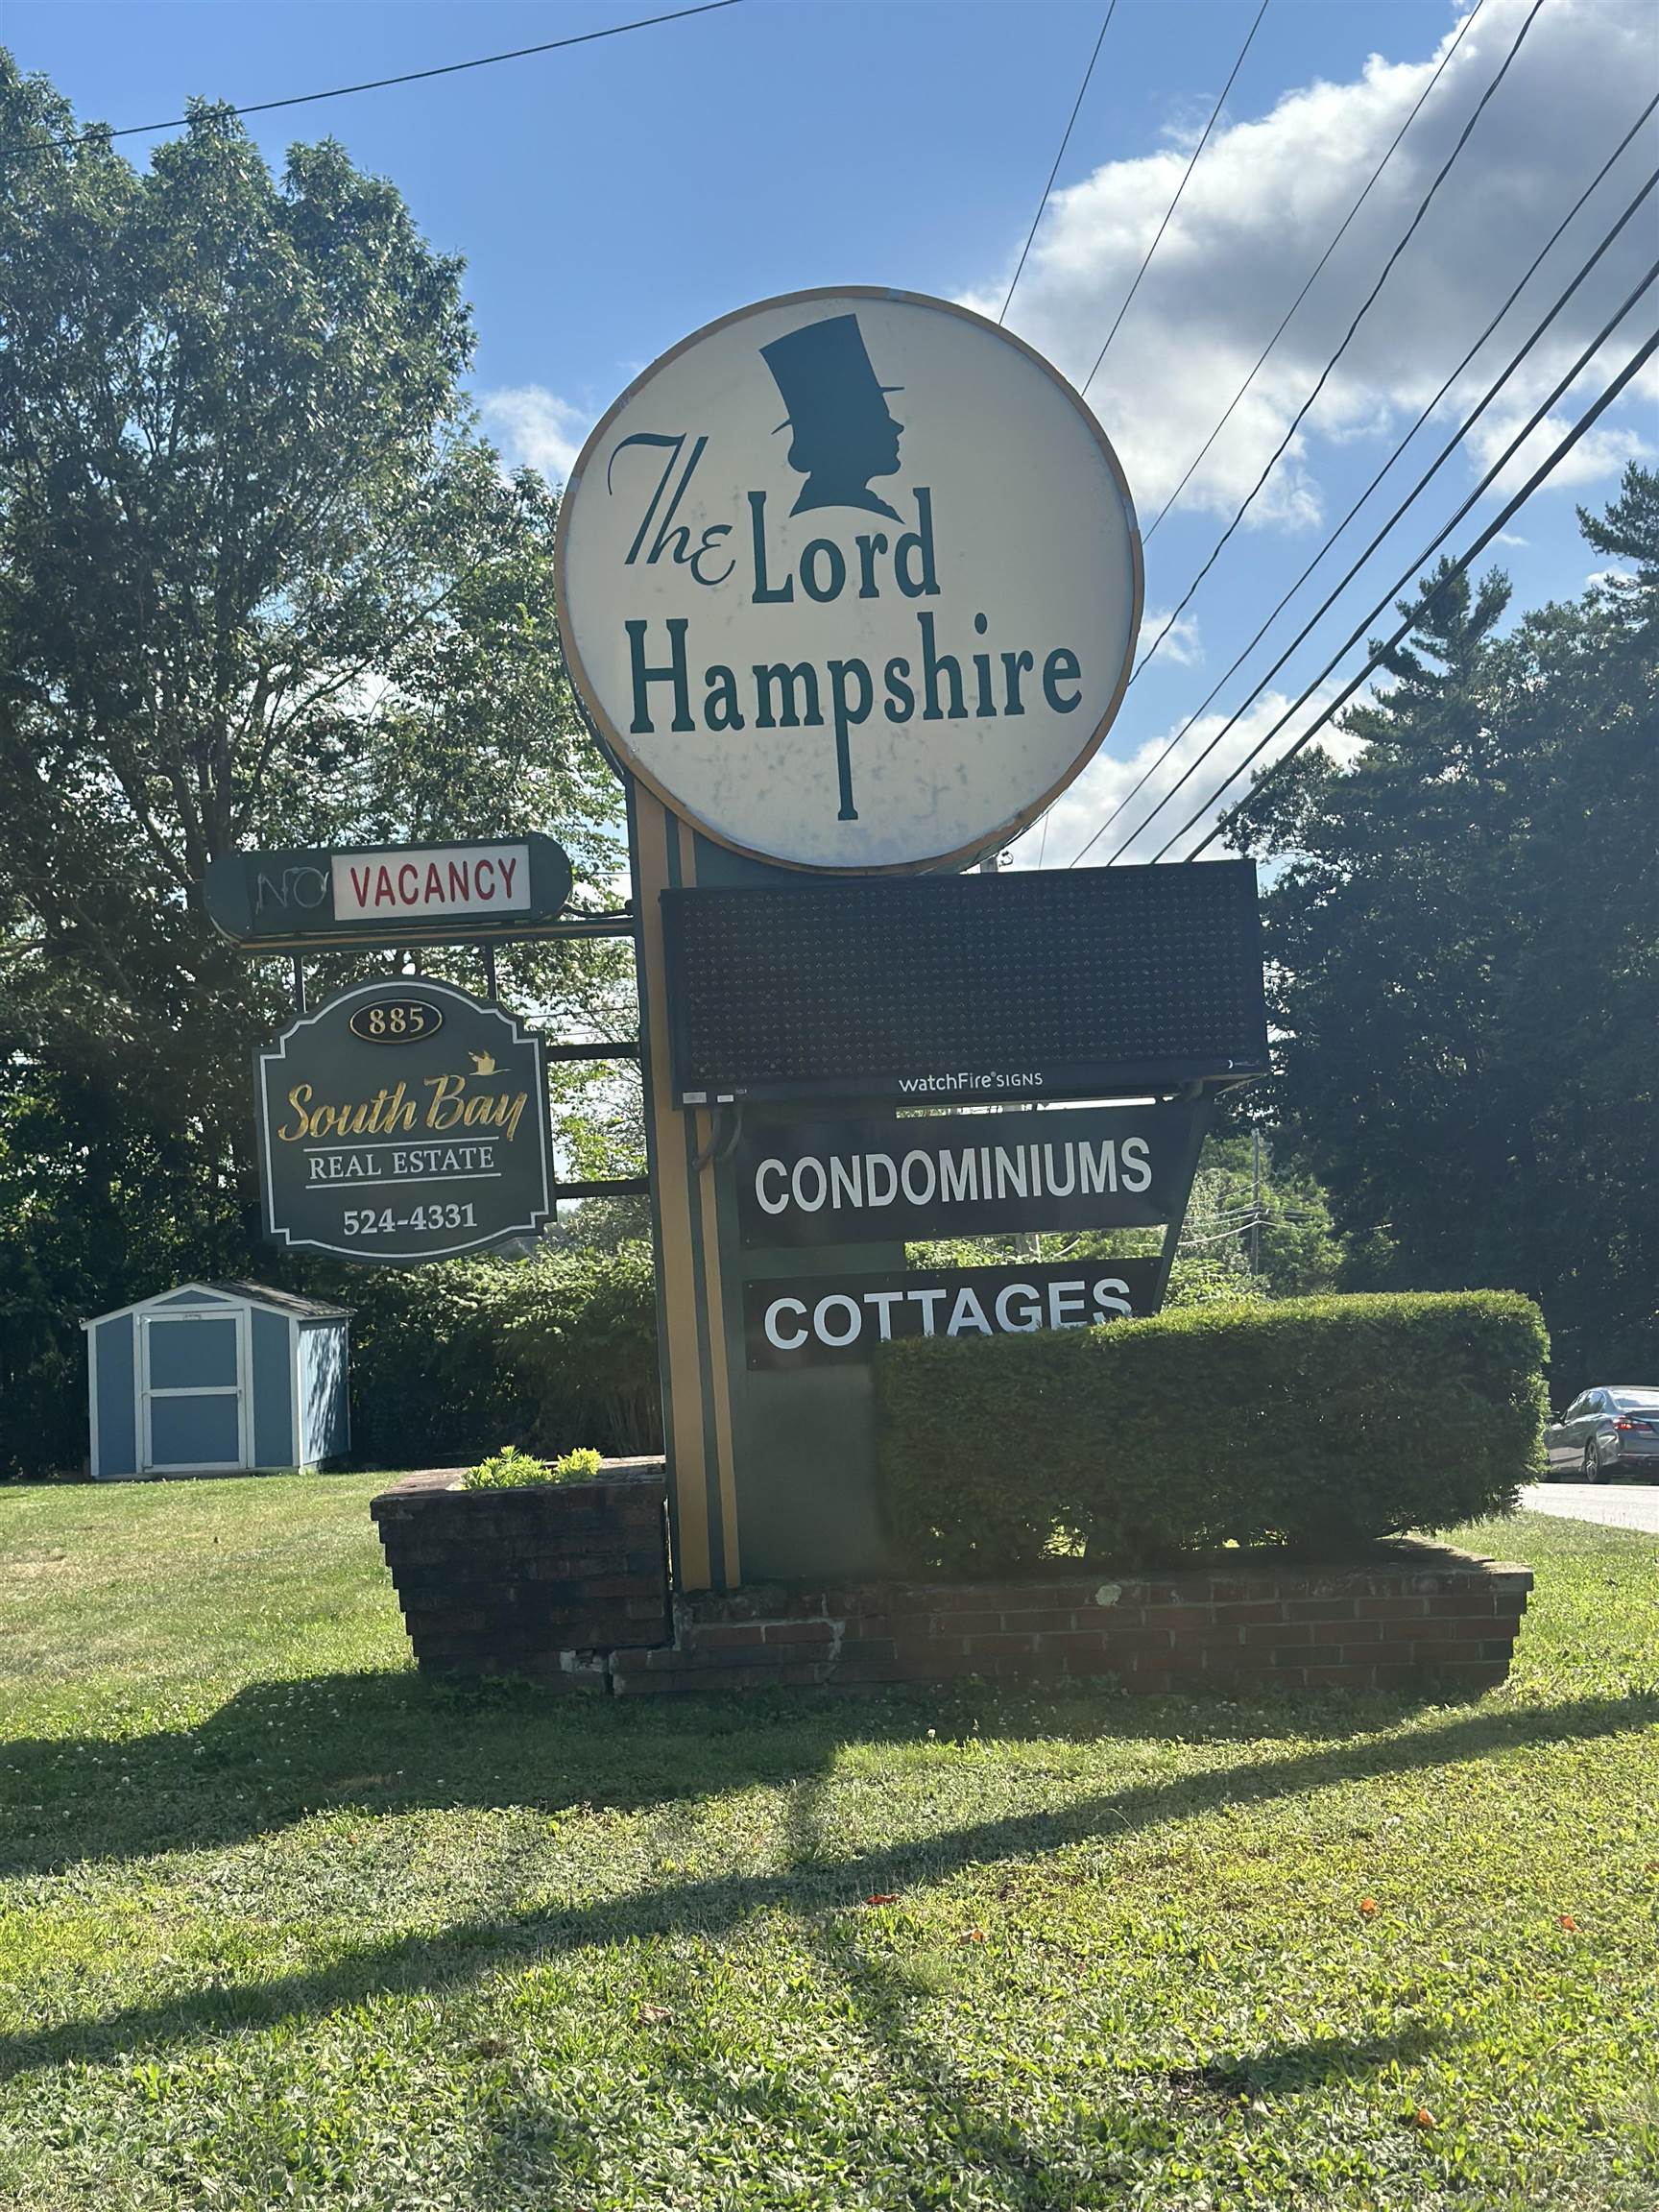 The Lord
Hampshire
NO VACANCY
885
South Bay
REAL ESTATE
524-4331
watchFire SIGNS
CONDOMINIUMS
COTTAGES